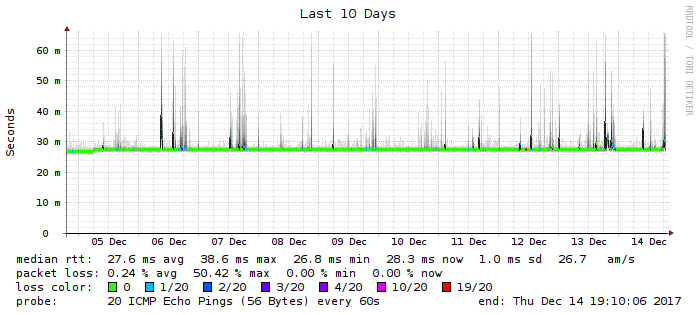 Last 10 Days
RRDTOOL / TOBI OETIKER
Seconds
60 m
50 m
40 m
30 m
20 m
10 m
0
05 Dec 06 Dec 07 Dec 08 Dec 09 Dec 10 Dec 11 Dec 12 Dec 13 Dec 14 Dec
median rtt: 27.6 ms avg 38.6 ms max 26.8 ms min 28.3 ms now 1.0 ms sd 26.7 am/s
packet loss: 0.24 % avg 50.42 % max 0.00 % min 0.00 % now
loss color: 0 1/20 2/20 3/20 4/20 10/20 19/20
probe: 20 ICMP Echo Pings (56 Bytes) every 60s end: Thu Dec 14 19:10:06 2017